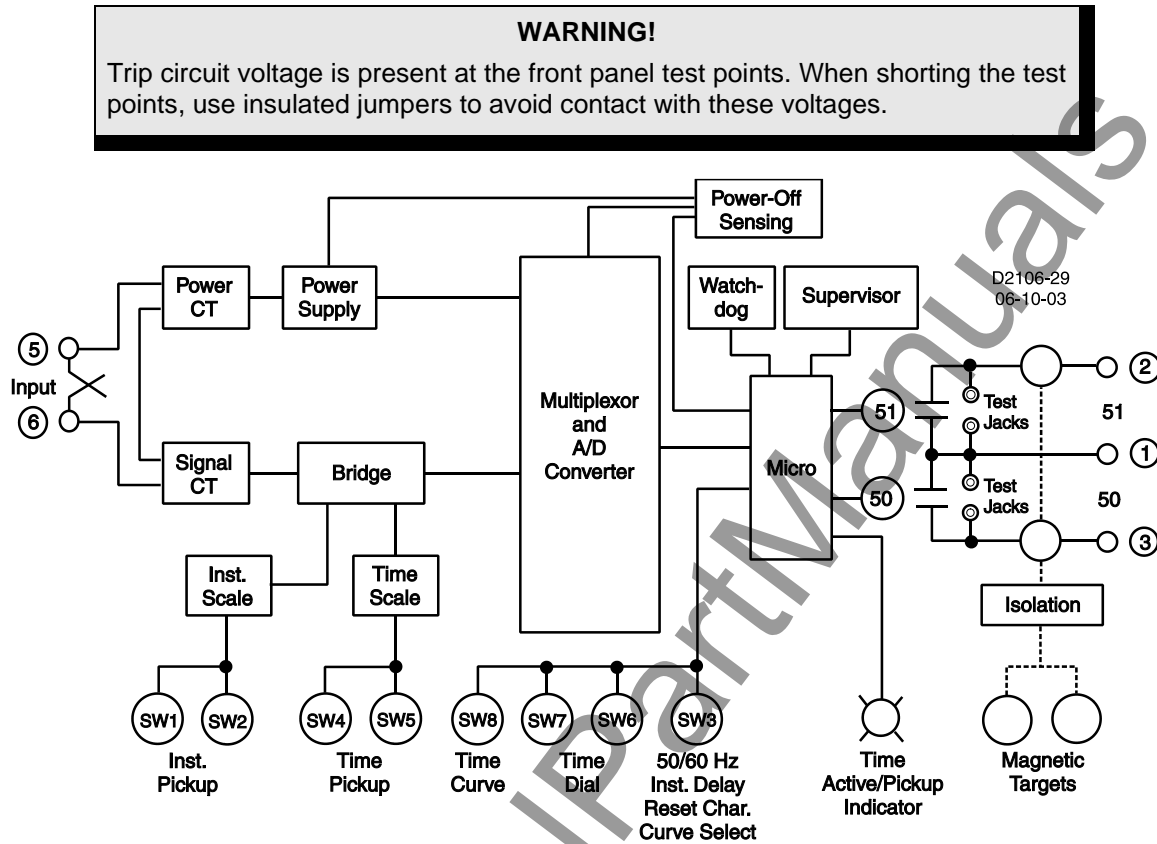 WARNING!
Trip circuit voltage is present at the front panel test points. When shorting the test
points, use insulated jumpers to avoid contact with these voltages.
Power-Off
Sensing
Power
CT
Power
Supply
Watch-
dog
Supervisor
D2106-29
06-10-03
5
Input
6
Multiplexor
and
A/D
Converter
Micro
51
50
Test
Jacks
Test
Jacks
2
51
1
50
3
Signal
CT
Bridge
Inst.
Scale
Time
Scale
Isolation
SW1
SW2
SW4
SW5
SW8
SW7
SW6
SW3
Inst.
Pickup
Time
Pickup
Time
Curve
Time
Dial
50/60 Hz
Inst. Delay
Reset Char.
Curve Select
Time
Active/Pickup
Indicator
Magnetic
Targets
lPartManuals